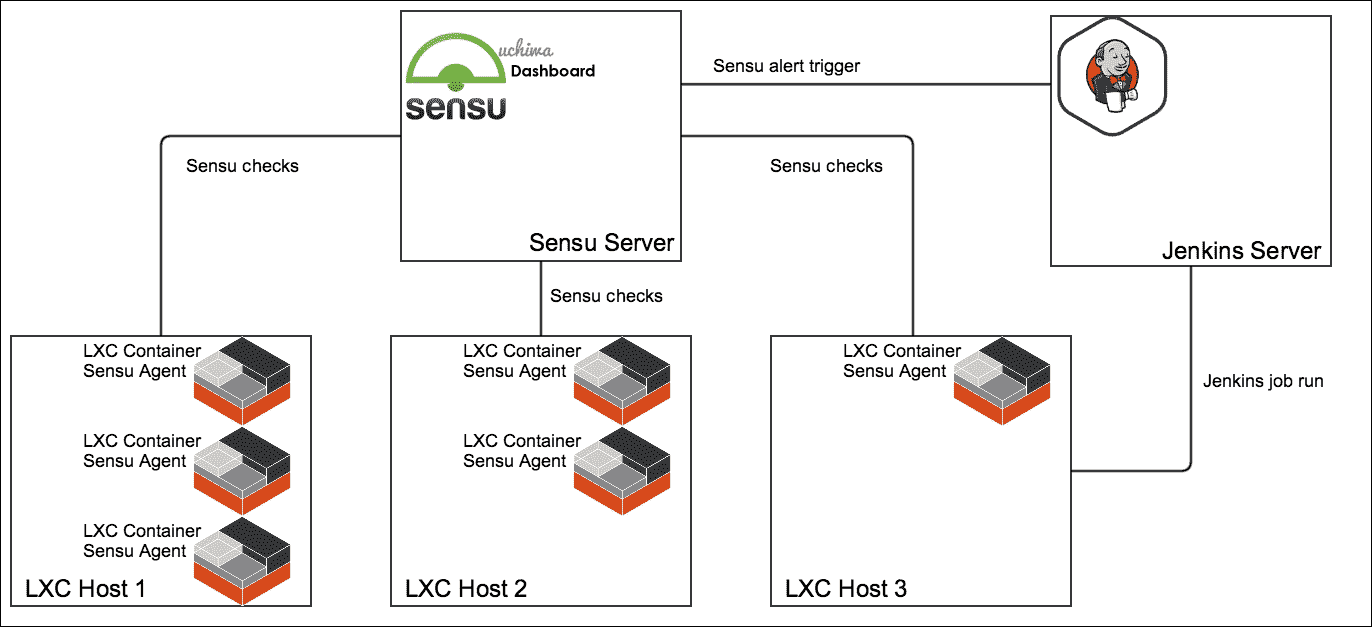 uchiwa
Dashboard
sensu
Sensu Server
Sensu alert trigger
Jenkins Server
Sensu checks
Sensu checks
Sensu checks
Jenkins job run
LXC Container
Sensu Agent
LXC Container
Sensu Agent
LXC Container
Sensu Agent
LXC Host 1
LXC Container
Sensu Agent
LXC Container
Sensu Agent
LXC Host 2
LXC Container
Sensu Agent
LXC Host 3